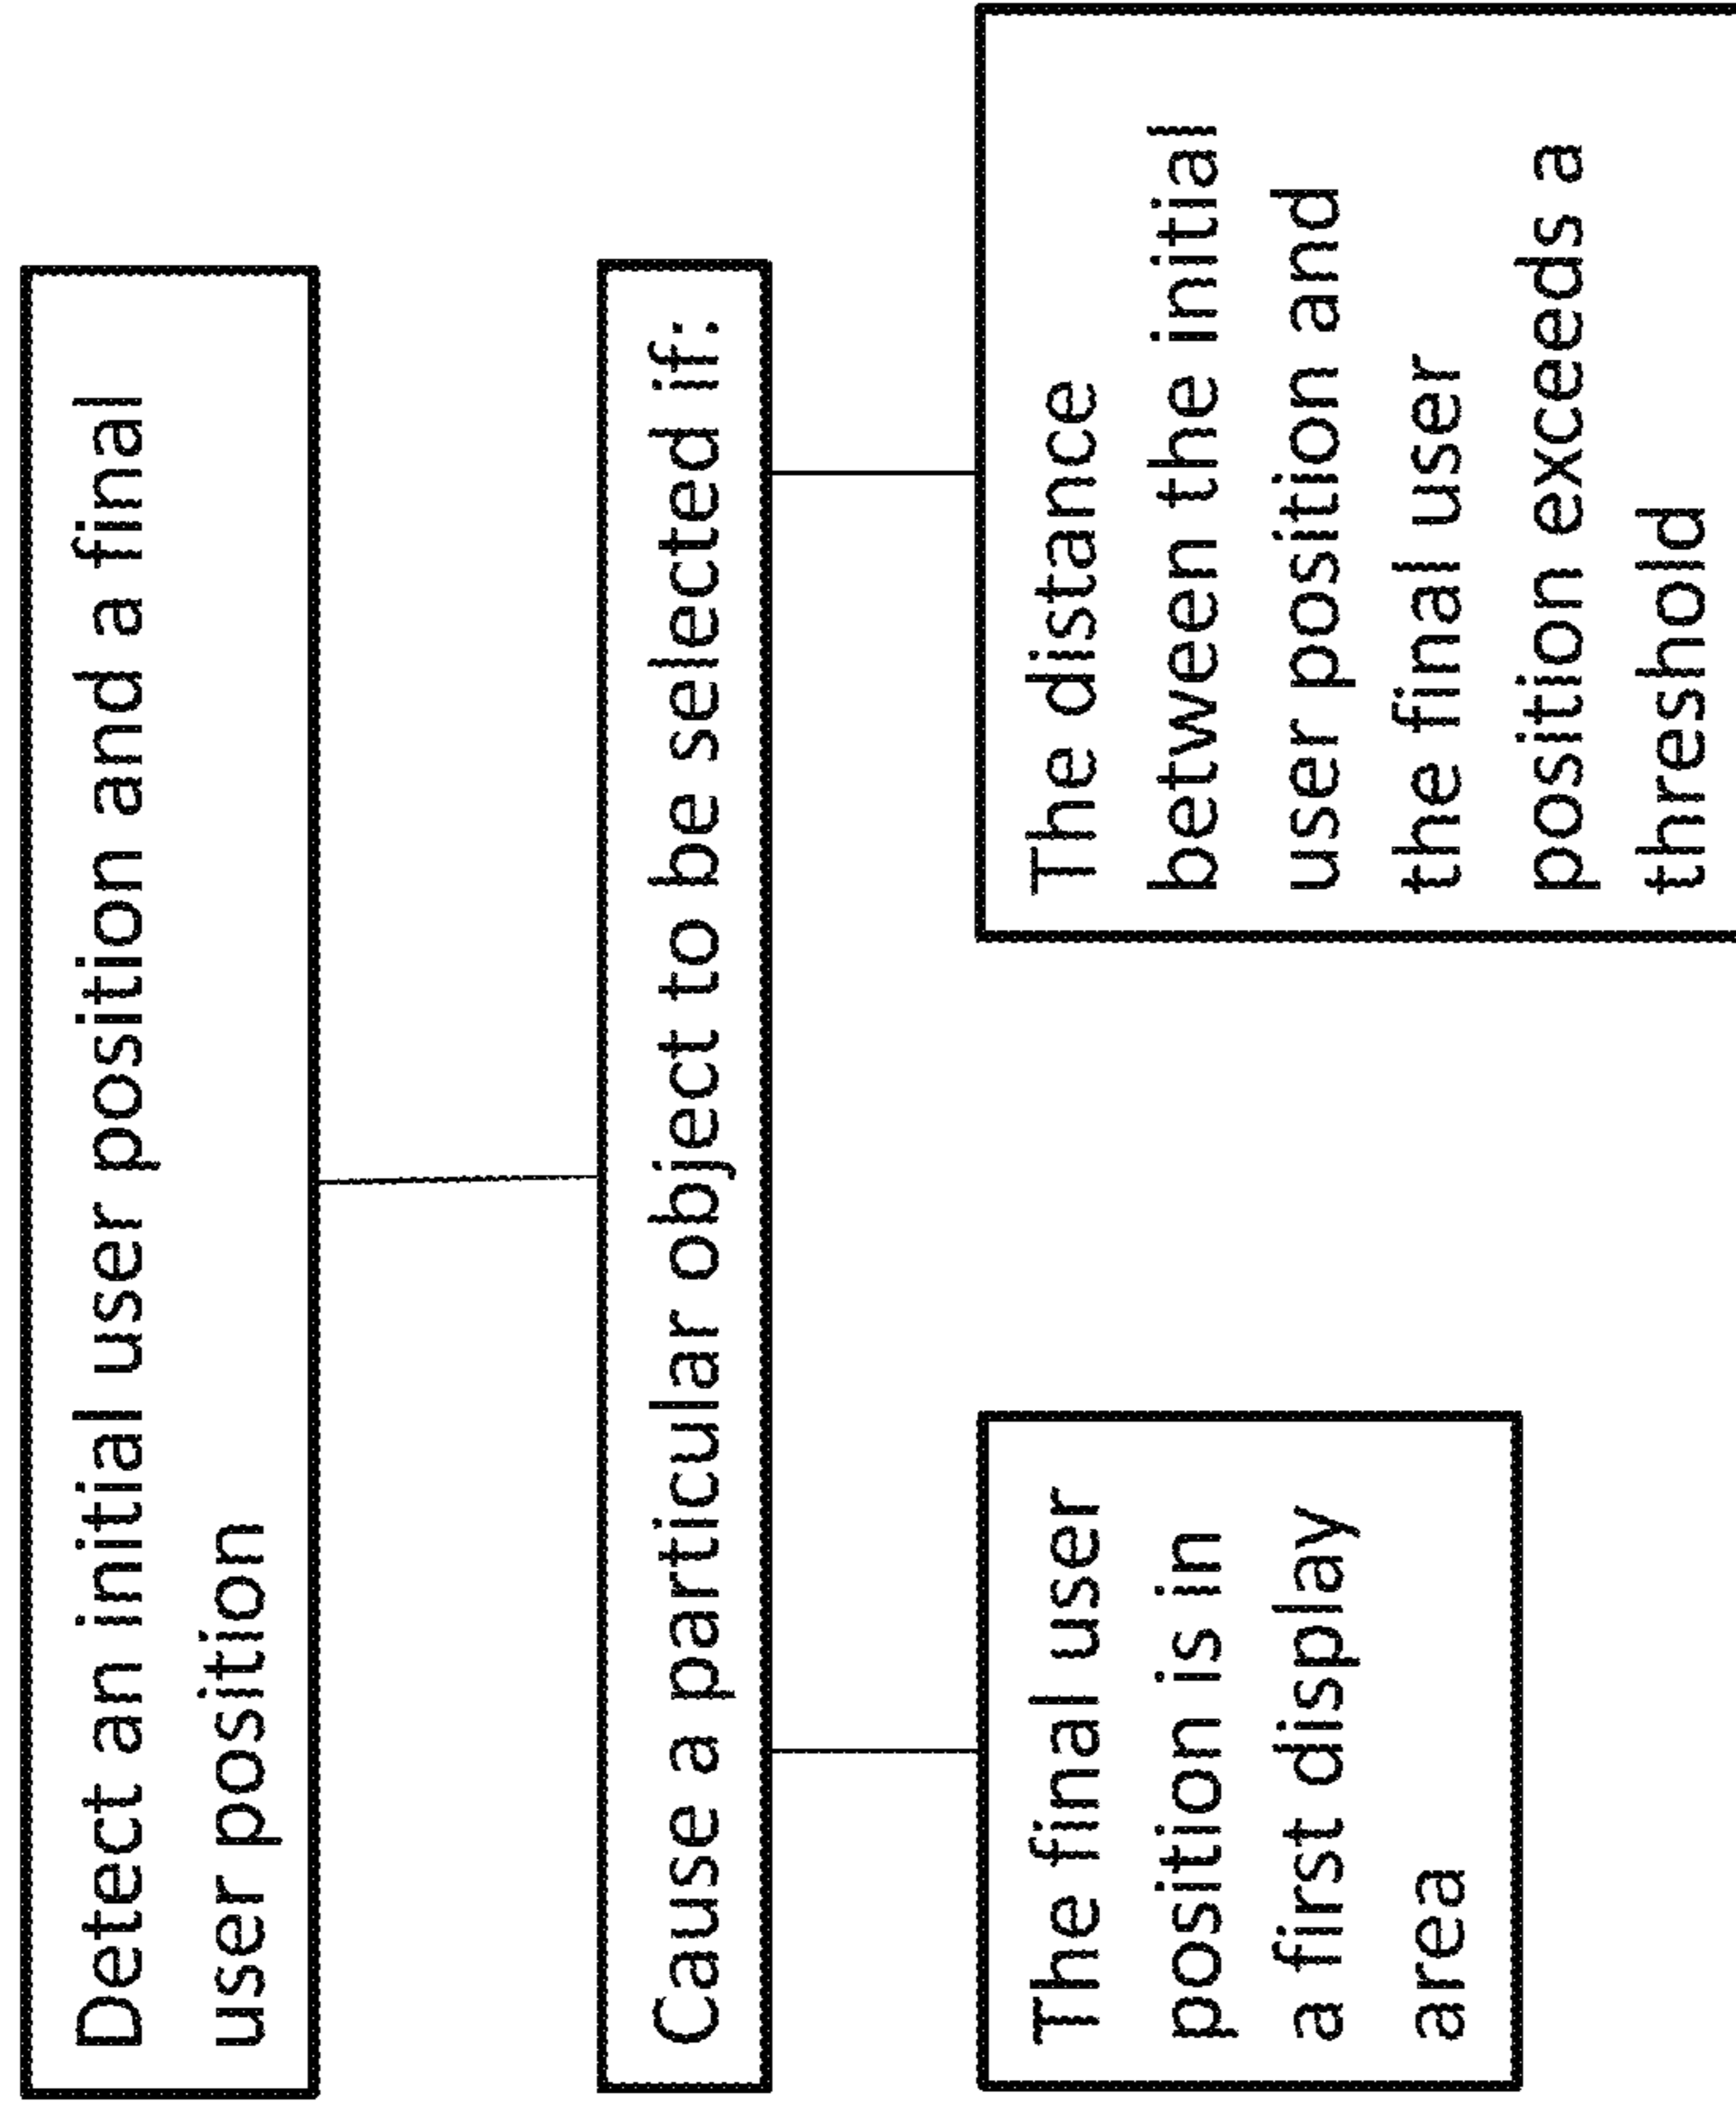 Detect an initial user position and a final
user position
Cause a particular object to be selected if:
The final user
position is in
a first display
area
The distance
between the initial
user position and
the final user
position exceeds a
threshold